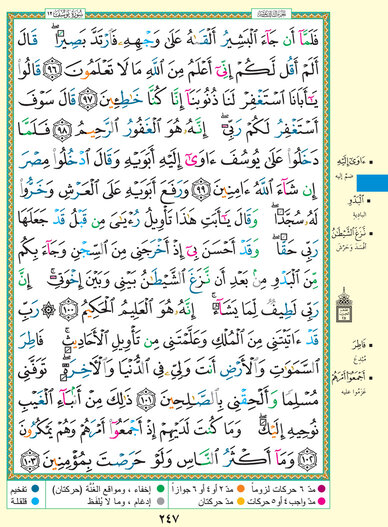 سُورَةُ يُوسُفَ ١٢
فَلَمَّآ أَن جَآءَ ٱلْبَشِيرُ أَلْقَىٰهُ عَلَىٰ وَجْهِهِۦ فَٱرْتَدَّ بَصِيرًا ۖ قَالَ
أَلَمْ أَقُل لَّكُمْ إِنِّىٓ أَعْلَمُ مِنَ ٱللَّهِ مَا لَا تَعْلَمُونَ ٩٦ قَالُوا۟
يَـٰٓأَبَانَا ٱسْتَغْفِرْ لَنَا ذُنُوبَنَآ إِنَّا كُنَّا خَـٰطِـِٔينَ ٩٧ قَالَ سَوْفَ
أَسْتَغْفِرُ لَكُمْ رَبِّىٓ ۖ إِنَّهُۥ هُوَ ٱلْغَفُورُ ٱلرَّحِيمُ ٩٨ فَلَمَّا
دَخَلُوا۟ عَلَىٰ يُوسُفَ ءَاوَىٰٓ إِلَيْهِ أَبَوَيْهِ وَقَالَ ٱدْخُلُوا۟ مِصْرَ
إِن شَآءَ ٱللَّهُ ءَامِنِينَ ٩٩ وَرَفَعَ أَبَوَيْهِ عَلَى ٱلْعَرْشِ وَخَرُّوا۟
لَهُۥ سُجَّدًا ۖ وَقَالَ يَـٰٓأَبَتِ هَـٰذَا تَأْوِيلُ رُءْيَـٰىَ مِن قَبْلُ قَدْ جَعَلَهَا
رَبِّى حَقًّا ۖ وَقَدْ أَحْسَنَ بِىٓ إِذْ أَخْرَجَنِى مِنَ ٱلسِّجْنِ وَجَآءَ بِكُم
مِّنَ ٱلْبَدْوِ مِنۢ بَعْدِ أَن نَّزَغَ ٱلشَّيْطَـٰنُ بَيْنِى وَبَيْنَ إِخْوَتِىٓ ۚ إِنَّ
رَبِّى لَطِيفٌ لِّمَا يَشَآءُ ۚ إِنَّهُۥ هُوَ ٱلْعَلِيمُ ٱلْحَكِيمُ ١٠٠ رَبِّ
قَدْ ءَاتَيْتَنِى مِنَ ٱلْمُلْكِ وَعَلَّمْتَنِى مِن تَأْوِيلِ ٱلْأَحَادِيثِ ۚ فَاطِرَ
ٱلسَّمَـٰوَٰتِ وَٱلْأَرْضِ أَنتَ وَلِىِّۦ فِى ٱلدُّنْيَا وَٱلْـَٔاخِرَةِ ۖ تَوَفَّنِى
مُسْلِمًا وَأَلْحِقْنِى بِٱلصَّـٰلِحِينَ ١٠١ ذَٰلِكَ مِنْ أَنۢبَآءِ ٱلْغَيْبِ
نُوحِيهِ إِلَيْكَ ۖ وَمَا كُنتَ لَدَيْهِمْ إِذْ أَجْمَعُوٓا۟ أَمْرَهُمْ وَهُمْ يَمْكُرُونَ
١٠٢ وَمَآ أَكْثَرُ ٱلنَّاسِ وَلَوْ حَرَصْتَ بِمُؤْمِنِينَ ١٠٣
ءَاوَىٰٓ إِلَيْهِ
ضم إليه
ٱلْبَدْوِ
البادية
نَّزَغَ ٱلشَّيْطَـٰنُ
أفسد وحرّش
فَاطِرَ
مبدع
أَجْمَعُوٓا۟ أَمْرَهُمْ
عزموا عليه
مدّ ٦ حركات لزوماً
مدّ ٢ أو ٤ أو ٦ جوازاً
إخفاء، ومواقع الغُنَّة (حركتان)
تفخيم
مدّ واجب ٤ أو ٥ حركات
مدّ حركتان
إدغام، وما لا يُلفَظ
قلقلة
٢٤٧